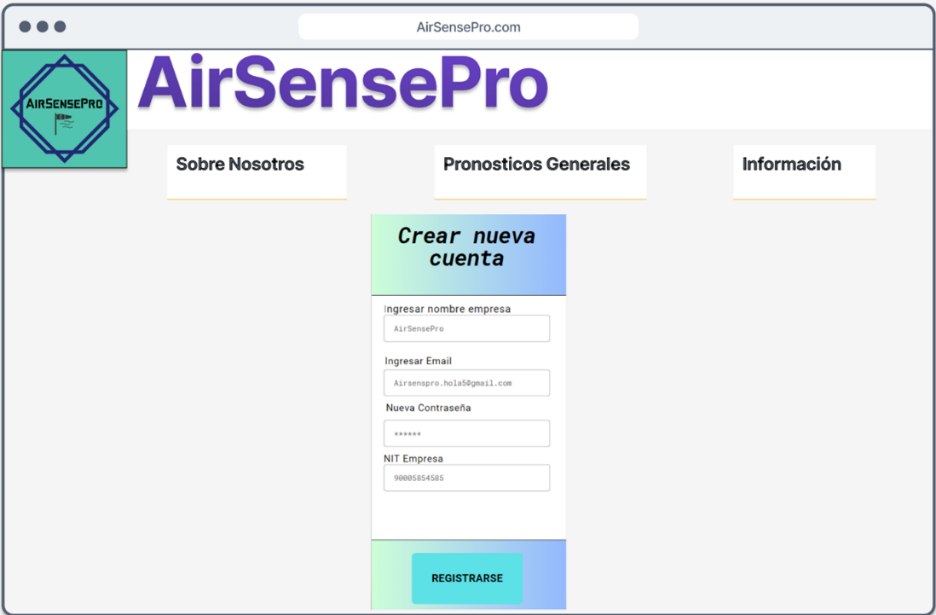 AirSensePro.com
AirSensePro
AirSensePro
Sobre Nosotros
Pronosticos Generales
Información
Crear nueva
cuenta
Ingresar nombre empresa
AirSensePro
Ingresar Email
Airsenspro.hola5@gmail.com
Nueva Contraseña
******
NIT Empresa
90005854585
REGISTRARSE